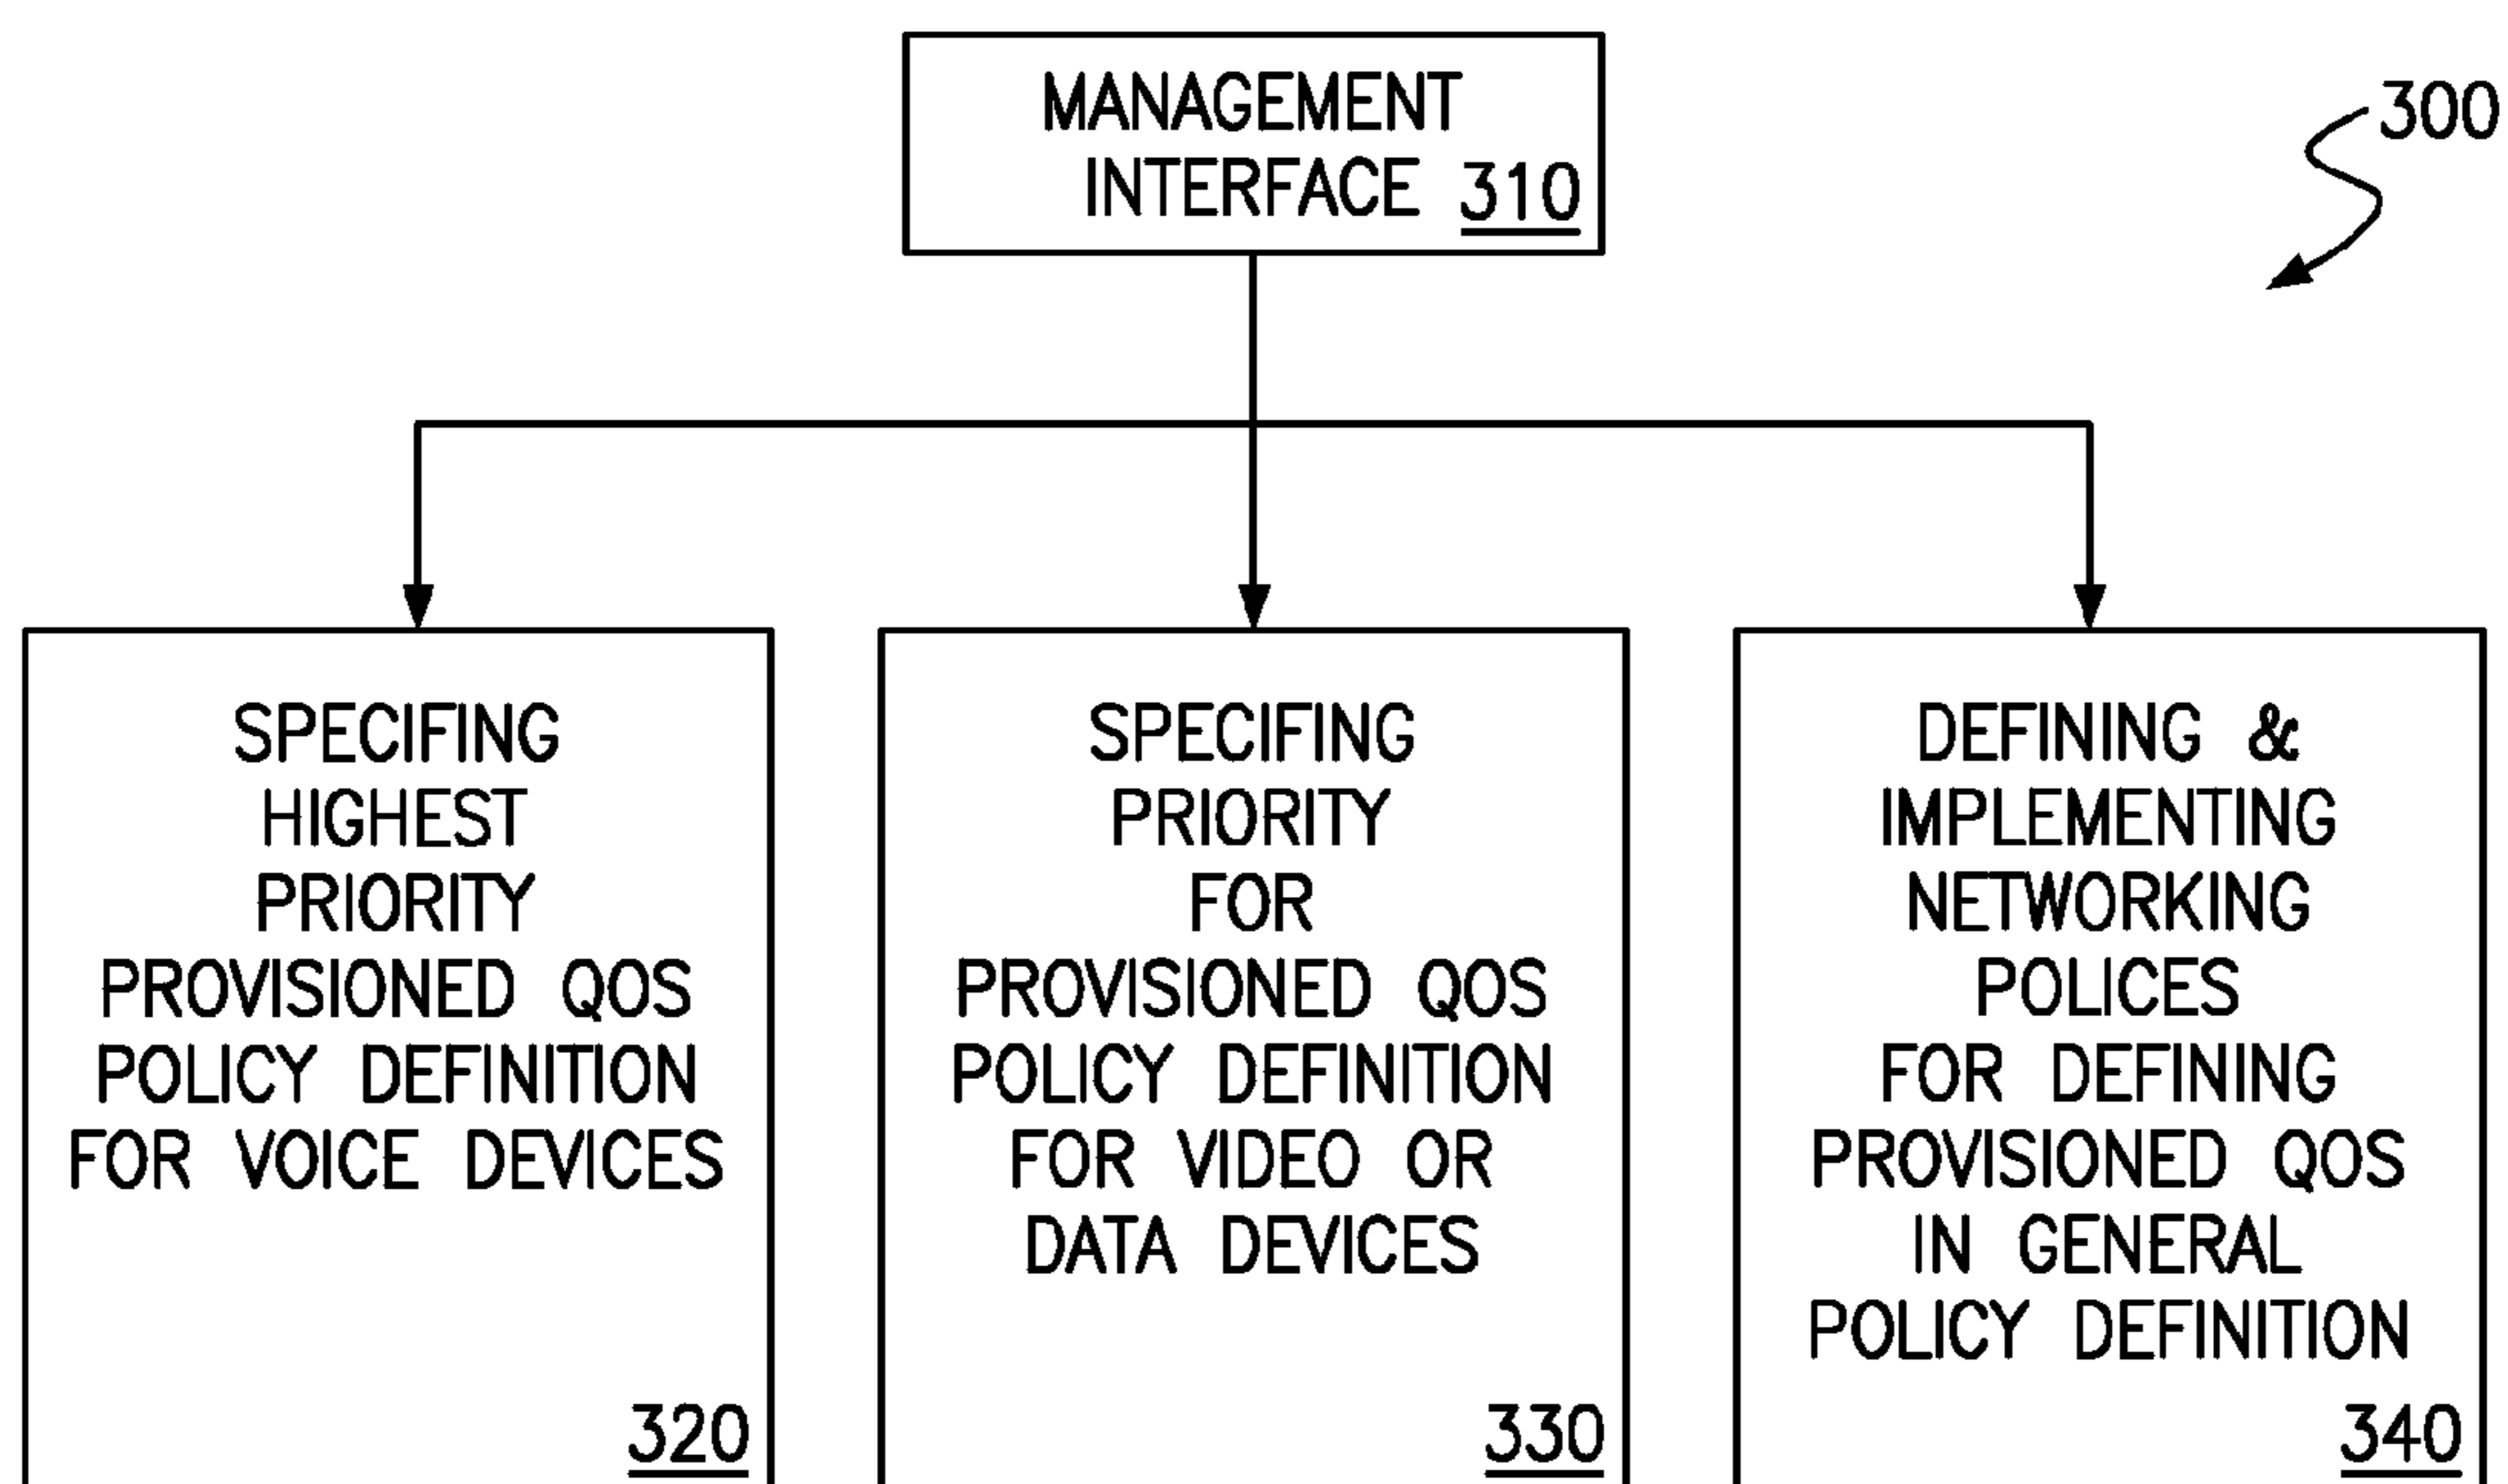 MANAGEMENT
INTERFACE 310
300
SPECIFING
HIGHEST
PRIORITY
PROVISIONED QOS
POLICY DEFINITION
FOR VOICE DEVICES
320
SPECIFING
PRIORITY
FOR
PROVISIONED QOS
POLICY DEFINITION
FOR VIDEO OR
DATA DEVICES
330
DEFINING &
IMPLEMENTING
NETWORKING
POLICES
FOR DEFINING
PROVISIONED QOS
IN GENERAL
POLICY DEFINITION
340